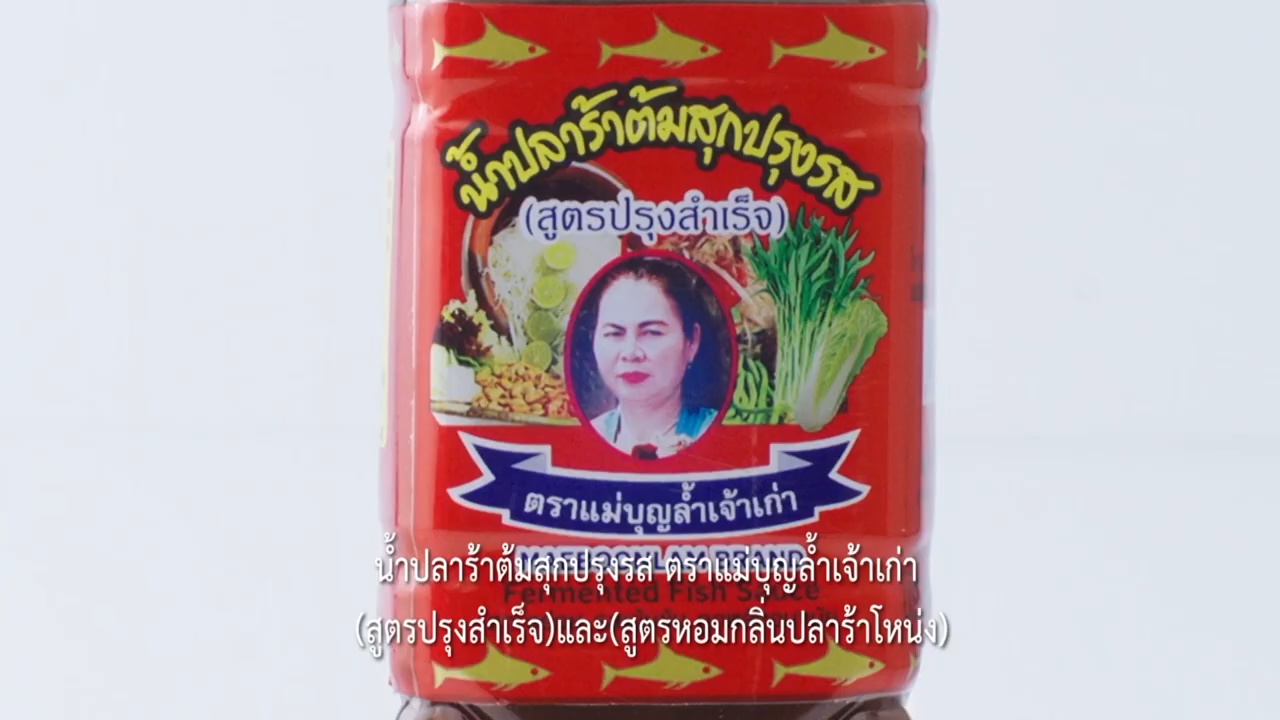 น้ำปลาร้าต้มสุกปรุงรส
(สูตรปรุงสำเร็จ)
ตราแม่บุญล้ำเจ้าเก่า
MAEBOONLAM BRAND
น้ำปลาร้าต้มสุกปรุงรส ตราแม่บุญล้ำเจ้าเก่า
Fermented Fish Sauce
(สูตรปรุงสำเร็จ)และ(สูตรหอมกลิ่นปลาร้าโหน่ง)